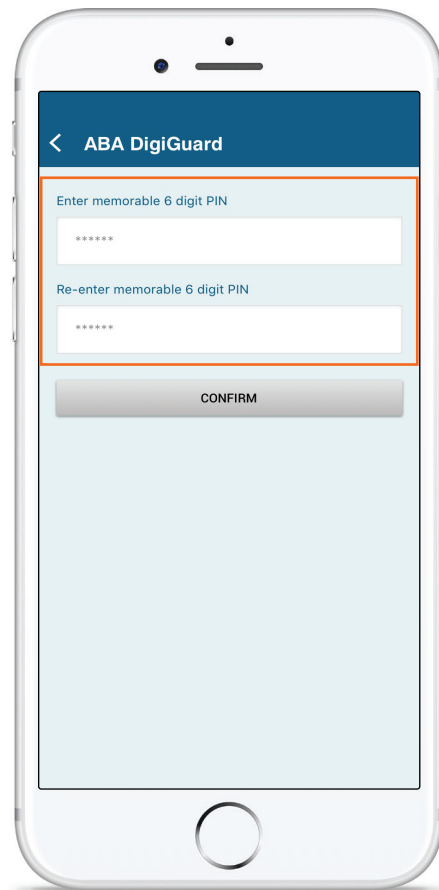 ABA DigiGuard
Enter memorable 6 digit PIN
******
Re-enter memorable 6 digit PIN
******
CONFIRM